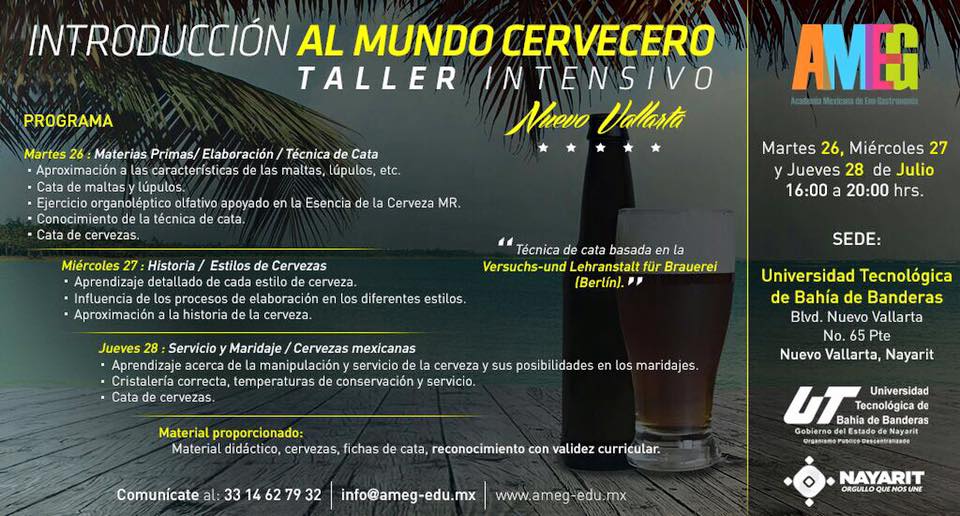 INTRODUCCIÓN AL MUNDO CERVECERO
TALLER INTENSIVO
Nuevo Vallarta
PROGRAMA
Martes 26 : Materias Primas/ Elaboración / Técnica de Cata
• Aproximación a las características de las maltas, lúpulos, etc.
• Cata de maltas y lúpulos.
• Ejercicio organoléptico olfativo apoyado en la Esencia de la Cerveza MR.
• Conocimiento de la técnica de cata.
• Cata de cervezas.
Miércoles 27 : Historia / Estilos de Cervezas
• Aprendizaje detallado de cada estilo de cerveza.
• Influencia de los procesos de elaboración en los diferentes estilos.
• Aproximación a la historia de la cerveza.
Jueves 28 : Servicio y Maridaje / Cervezas mexicanas
• Aprendizaje acerca de la manipulación y servicio de la cerveza y sus posibilidades en los maridajes.
• Cristalería correcta, temperaturas de conservación y servicio.
• Cata de cervezas.
Material proporcionado:
Material didáctico, cervezas, fichas de cata, reconocimiento con validez curricular.
Comunícate al: 33 14 62 79 32 | info@ameg-edu.mx | www.ameg-edu.mx
“ Técnica de cata basada en la
Versuchs-und Lehranstalt für Brauerei
(Berlín). ”
AMEG
Academia Mexicana de Eno-Gastronomía
Martes 26, Miércoles 27
y Jueves 28 de Julio
16:00 a 20:00 hrs.
SEDE:
Universidad Tecnológica
de Bahía de Banderas
Blvd. Nuevo Vallarta
No. 65 Pte
Nuevo Vallarta, Nayarit
UT
Universidad
Tecnológica de
Bahía de Banderas
Gobierno del Estado de Nayarit
Organismo Público Descentralizado
NAYARIT
ORGULLO QUE NOS UNE